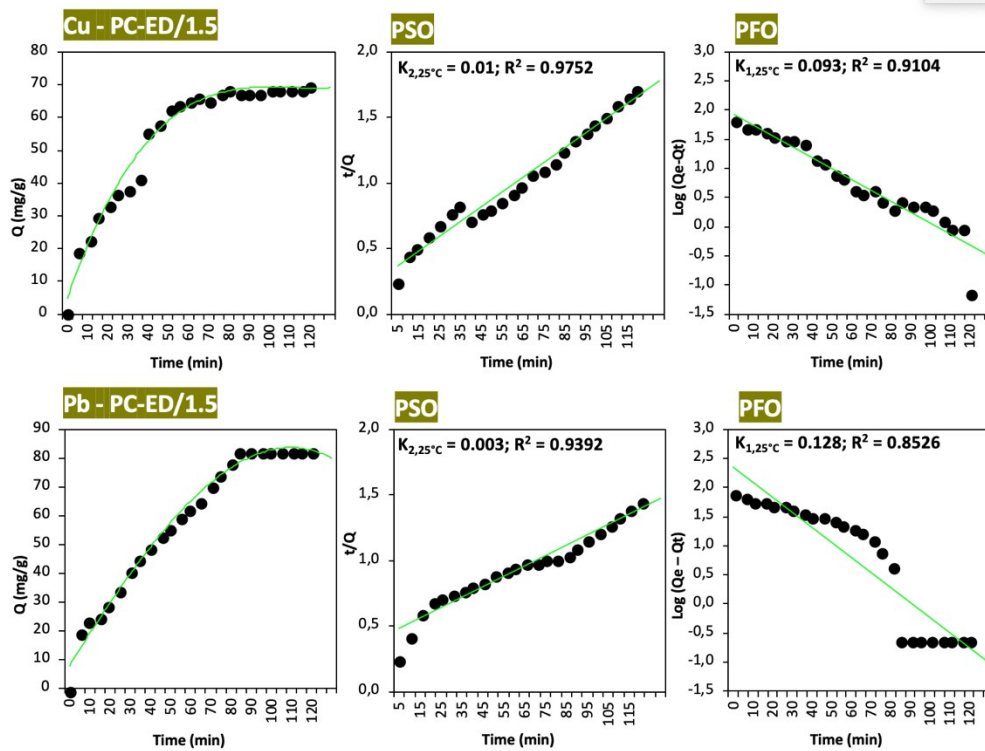 Cu - PC-ED/1.5
80
70
60
50
40
30
20
10
0
Q (mg/g)
0 10 20 30 40 50 60 70 80 90 100 110 120
Time (min)
PSO
K2,25°C = 0.01; R² = 0.9752
2,0
1,5
1,0
0,5
0,0
t/Q
5 15 25 35 45 55 65 75 85 95 105 115
Time (min)
PFO
K1,25°C = 0.093; R² = 0.9104
3,0
2,5
2,0
1,5
1,0
0,5
0,0
-0,5
-1,0
-1,5
Log (Qe-Qt)
0 10 20 30 40 50 60 70 80 90 100 110 120
Time (min)
Pb - PC-ED/1.5
90
80
70
60
50
40
30
20
10
0
Q (mg/g)
0 10 20 30 40 50 60 70 80 90 100 110 120
Time (min)
PSO
K2,25°C = 0.003; R² = 0.9392
2,0
1,5
1,0
0,5
0,0
t/Q
5 15 25 35 45 55 65 75 85 95 105 115
Time (min)
PFO
K1,25°C = 0.128; R² = 0.8526
3,0
2,5
2,0
1,5
1,0
0,5
0,0
-0,5
-1,0
-1,5
Log (Qe – Qt)
0 10 20 30 40 50 60 70 80 90 100 110 120
Time (min)